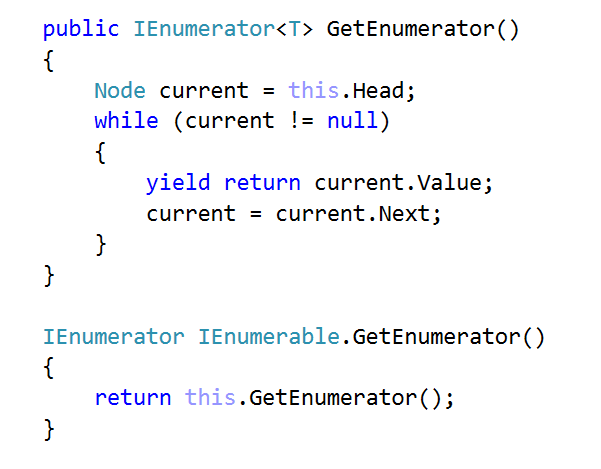 public IEnumerator<T> GetEnumerator()
{
    Node current = this.Head;
    while (current != null)
    {
        yield return current.Value;
        current = current.Next;
    }
}

IEnumerator IEnumerable.GetEnumerator()
{
    return this.GetEnumerator();
}